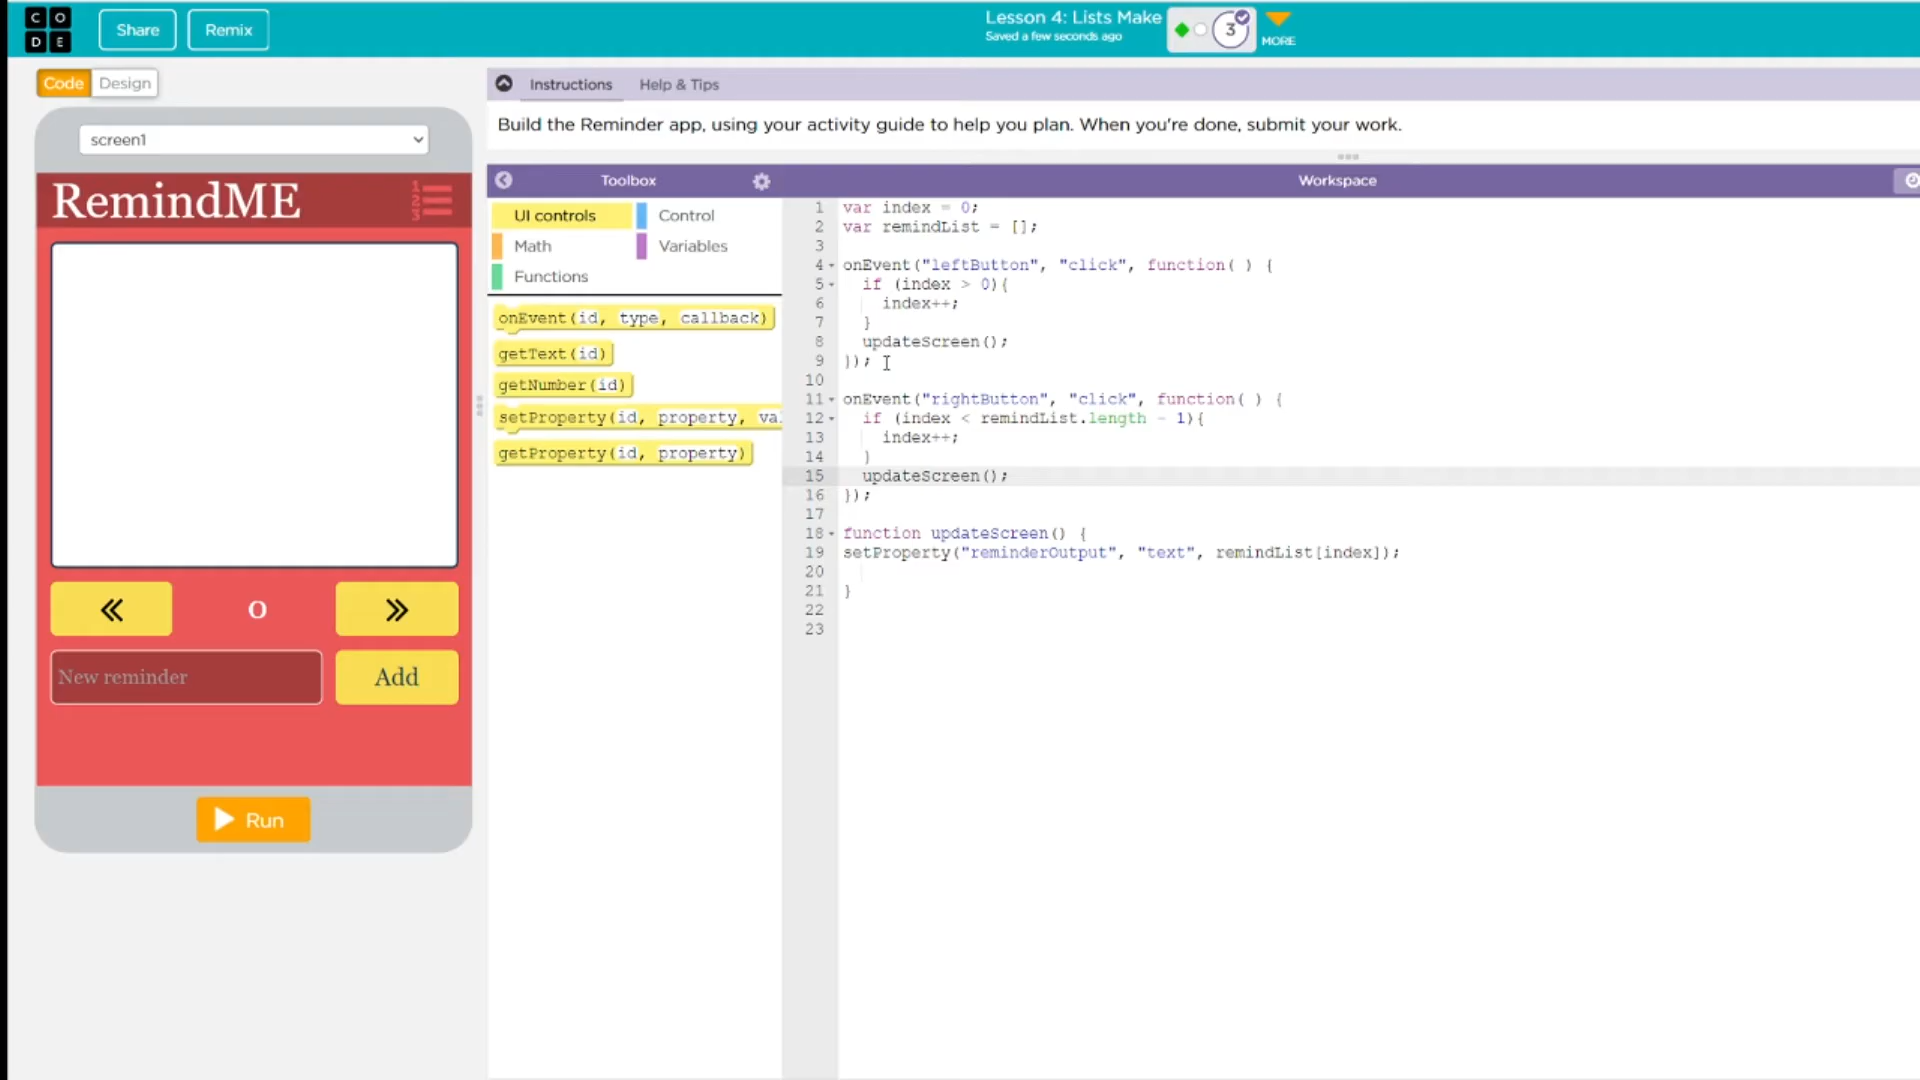 C O
D E
Share
Remix
Lesson 4: Lists Make
Saved a few seconds ago
3
MORE
Code
Design
screen1
RemindME
1
2
3
O
New reminder
Add
Run
Instructions
Help & Tips
Build the Reminder app, using your activity guide to help you plan. When you're done, submit your work.
Toolbox
Workspace
UI controls
Control
Math
Variables
Functions
onEvent(id, type, callback)
getText(id)
getNumber(id)
setProperty(id, property, va
getProperty(id, property)
1 var index = 0;
2 var remindList = [];
3
4 onEvent("leftButton", "click", function( ) {
5 if (index > 0){
6 index++;
7 }
8 updateScreen();
9 });
10
11 onEvent("rightButton", "click", function( ) {
12 if (index < remindList.length - 1){
13 index++;
14 }
15 updateScreen();
16 });
17
18 function updateScreen() {
19 setProperty("reminderOutput", "text", remindList[index]);
20
21 }
22
23